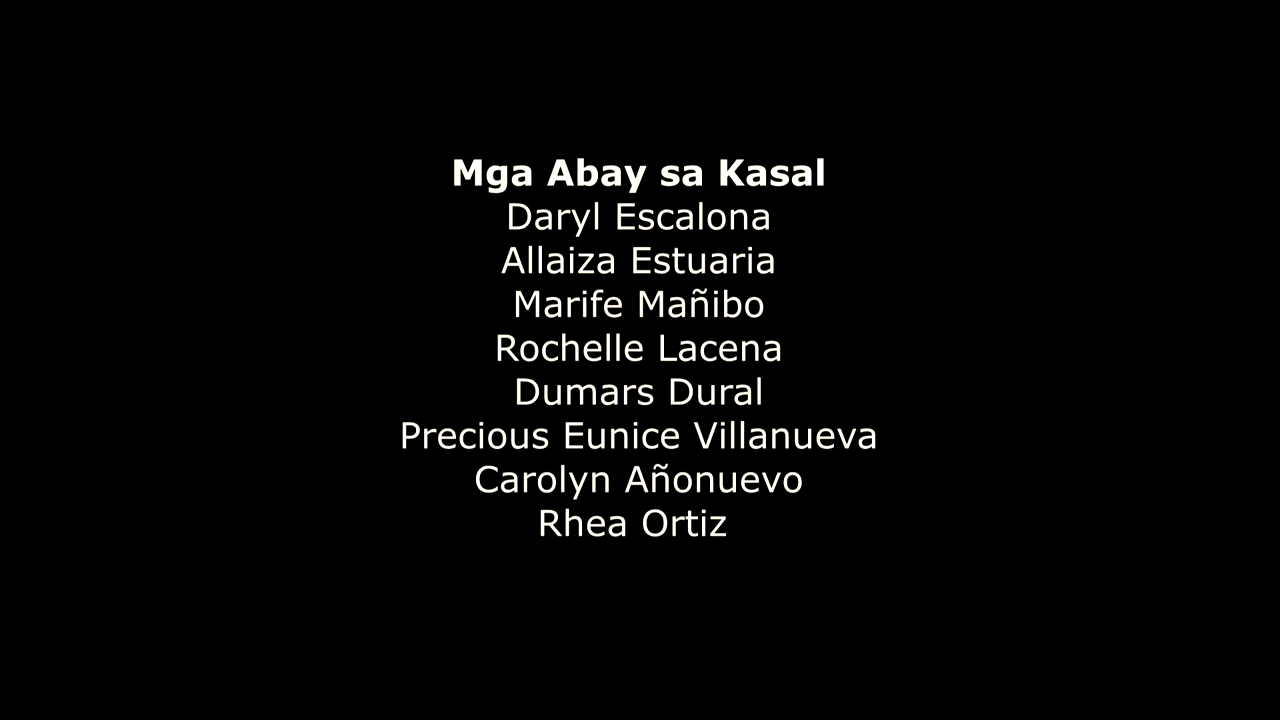 Mga Abay sa Kasal
Daryl Escalona
Allaiza Estuaria
Marife Mañibo
Rochelle Lacena
Dumars Dural
Precious Eunice Villanueva
Carolyn Añonuevo
Rhea Ortiz